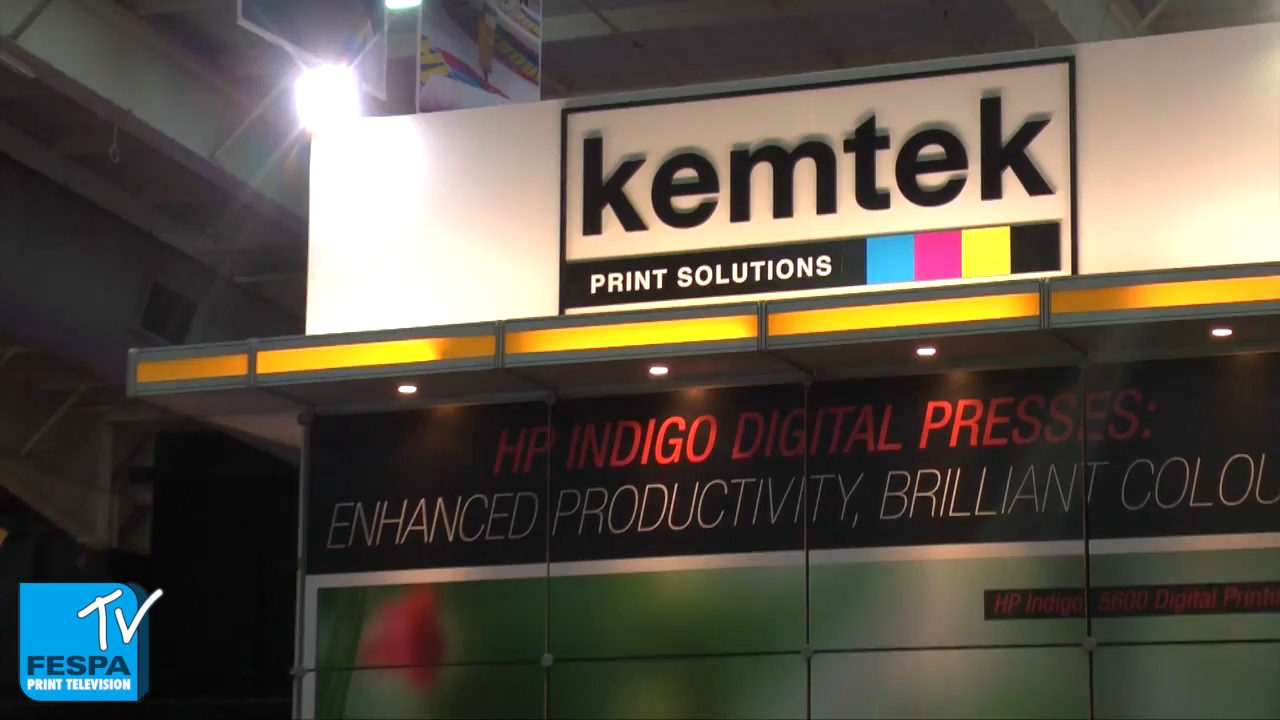 kemtek
PRINT SOLUTIONS
HP INDIGO DIGITAL PRESSES:
ENHANCED PRODUCTIVITY, BRILLIANT COLOU
HP Indigo 5600 Digital Printe
TV
FESPA
PRINT TELEVISION